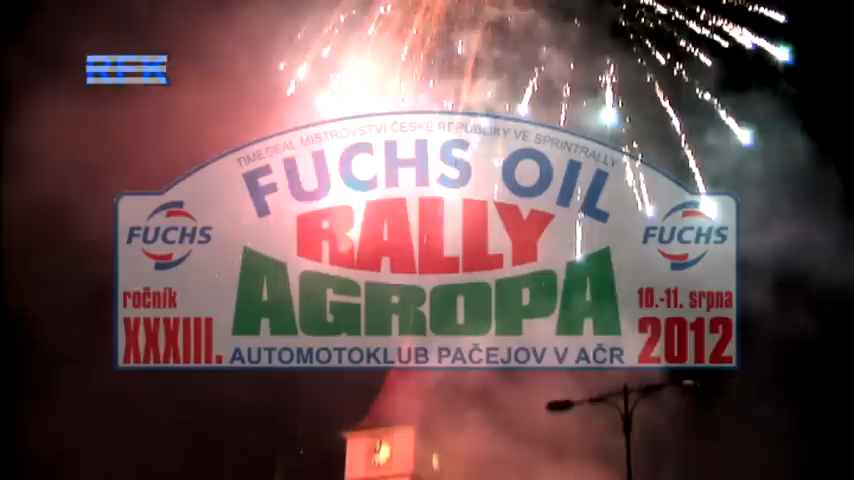 RFK
TIMESEAL MISTROVSTVÍ ČESKÉ REPUBLIKY VE SPRINTRALLY
FUCHS OIL
RALLY
AGROPA
FUCHS
FUCHS
ročník
XXXIII.
10.-11. srpna
2012
AUTOMOTOKLUB PAČEJOV V AČR